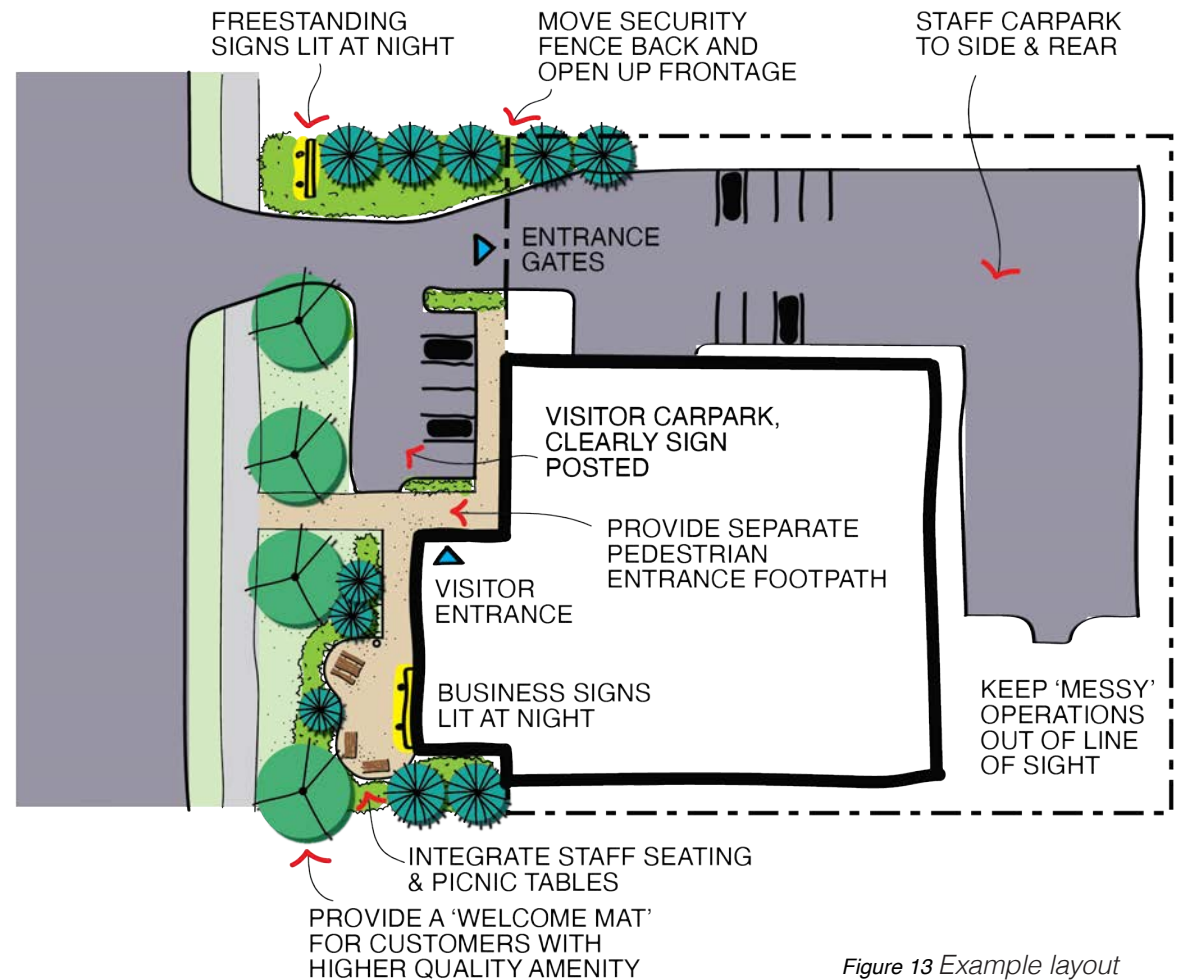 FREESTANDING
SIGNS LIT AT NIGHT
MOVE SECURITY
FENCE BACK AND
OPEN UP FRONTAGE
STAFF CARPARK
TO SIDE & REAR
ENTRANCE
GATES
VISITOR CARPARK,
CLEARLY SIGN
POSTED
PROVIDE SEPARATE
PEDESTRIAN
ENTRANCE FOOTPATH
VISITOR
ENTRANCE
BUSINESS SIGNS
LIT AT NIGHT
KEEP ‘MESSY’
OPERATIONS
OUT OF LINE
OF SIGHT
INTEGRATE STAFF SEATING
& PICNIC TABLES
PROVIDE A ‘WELCOME MAT’
FOR CUSTOMERS WITH
HIGHER QUALITY AMENITY
Figure 13 Example layout